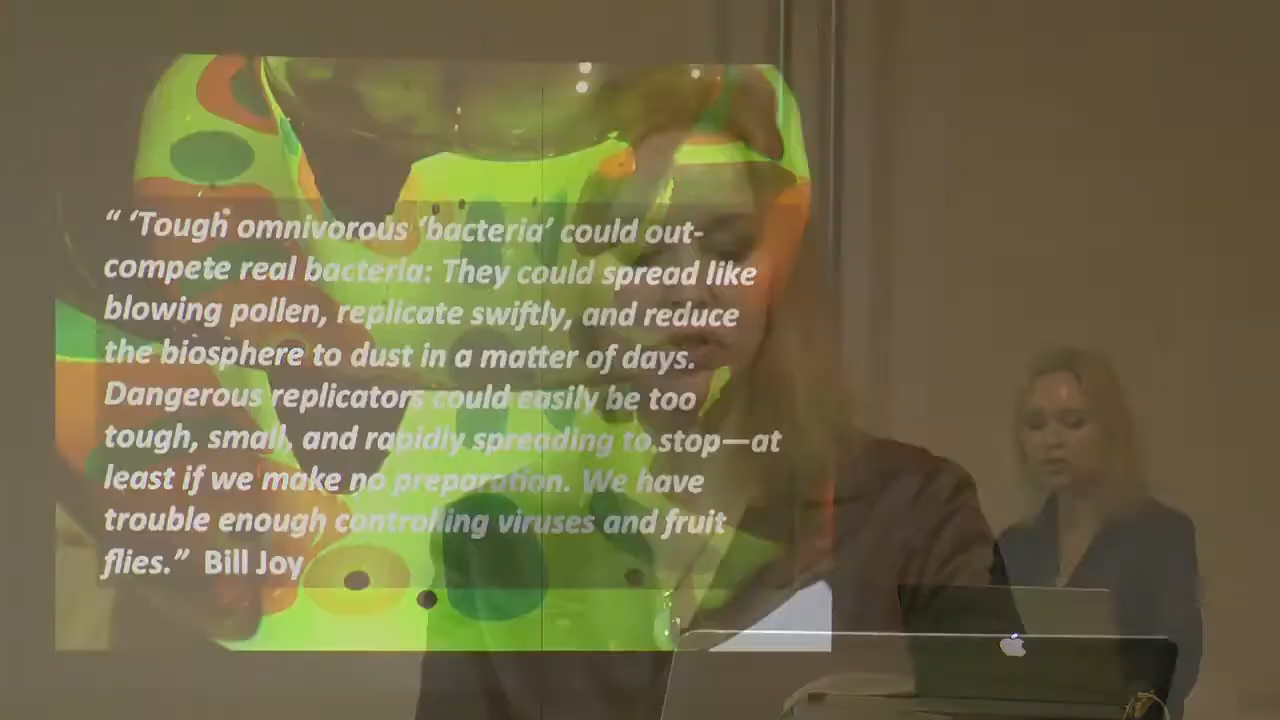 “ ‘Tough omnivorous ‘bacteria’ could out-
compete real bacteria: They could spread like
blowing pollen, replicate swiftly, and reduce
the biosphere to dust in a matter of days.
Dangerous replicators could easily be too
tough, small, and rapidly spreading to stop—at
least if we make no preparation. We have
trouble enough controlling viruses and fruit
flies.” Bill Joy